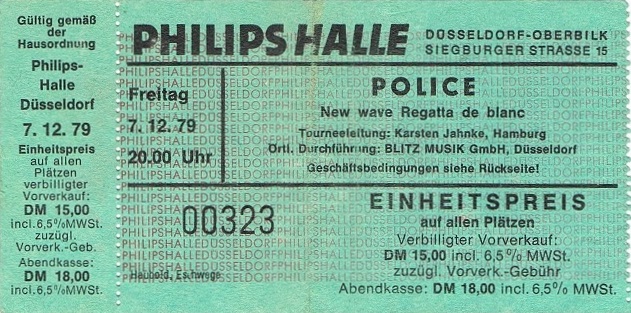 Gültig gemäß
der
Hausordnung
Philips-
Halle
Düsseldorf
7. 12. 79
Einheitspreis
auf allen
Plätzen
verbilligter
Vorverkauf:
DM 15,00
incl. 6,5% MWSt.
zuzügl.
Vorverk.-Geb.
Abendkasse:
DM 18,00
incl. 6,5% MWSt.
PHILIPS HALLE
DÜSSELDORF-OBERBILK
SIEGBURGER STRASSE 15
Freitag
7. 12. 79
20.00 Uhr
POLICE
New wave Regatta de blanc
Tourneeleitung: Karsten Jahnke, Hamburg
Örtl. Durchführung: BLITZ MUSIK GmbH, Düsseldorf
Geschäftsbedingungen siehe Rückseite!
00323
EINHEITSPREIS
auf allen Plätzen
Verbilligter Vorverkauf:
DM 15,00 incl. 6,5% MWSt.
zuzügl. Vorverk.-Gebühr
Abendkasse: DM 18,00 incl. 6,5% MWSt.
Eschwege